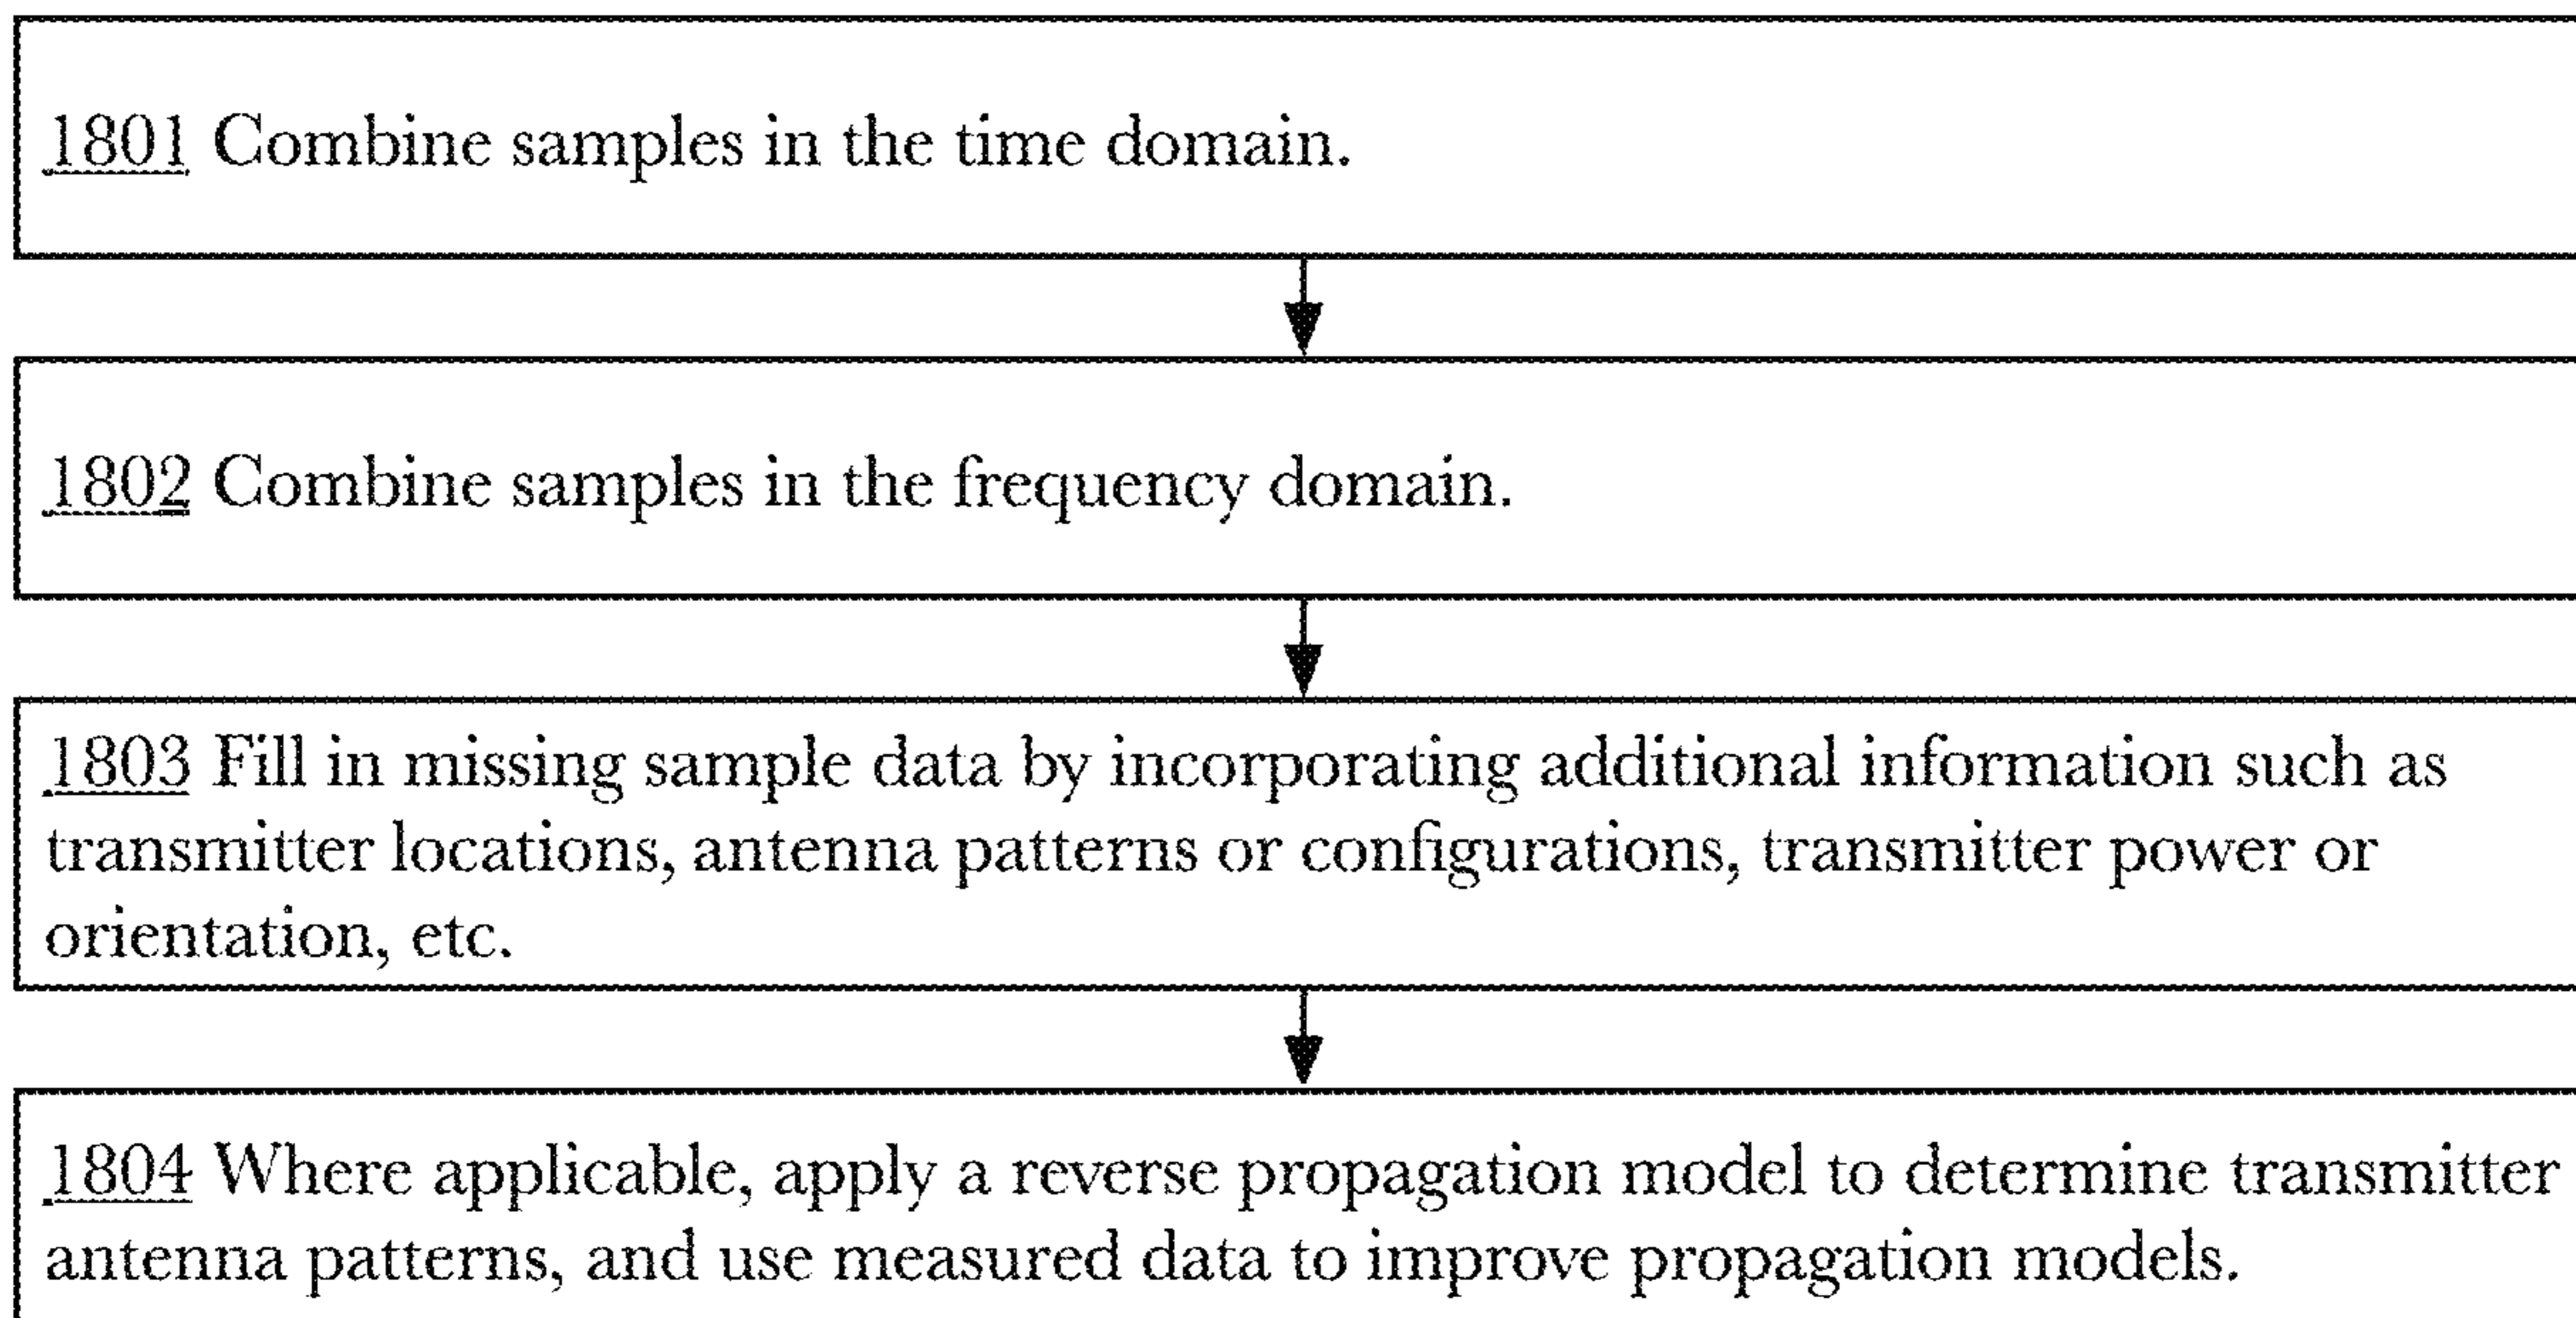 1801 Combine samples in the time domain.
1802 Combine samples in the frequency domain.
1803 Fill in missing sample data by incorporating additional information such as
transmitter locations, antenna patterns or configurations, transmitter power or
orientation, etc.
1804 Where applicable, apply a reverse propagation model to determine transmitter
antenna patterns, and use measured data to improve propagation models.